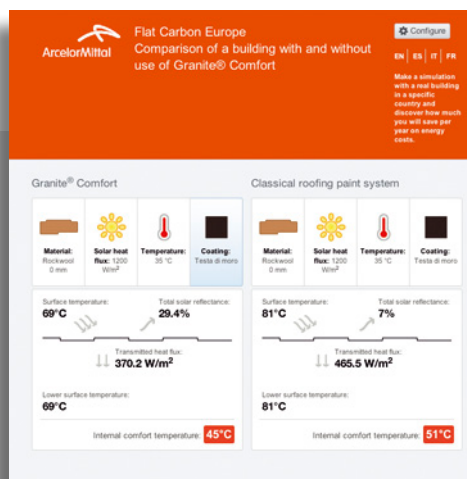 ArcelorMittal
Flat Carbon Europe
Comparison of a building with and without
use of Granite® Comfort
Configure
EN | ES | IT | FR
Make a simulation
with a real building
in a specific
country and
discover how much
you will save per
year on energy
costs.
Granite® Comfort
Material:
Rockwool
0 mm
Solar heat
flux: 1200
W/m²
Temperature:
35 °C
Coating:
Testa di moro
Surface temperature:
69°C
Total solar reflectance:
29.4%
Transmitted heat flux:
370.2 W/m²
Lower surface temperature:
69°C
Internal comfort temperature: 45°C
Classical roofing paint system
Material:
Rockwool
0 mm
Solar heat
flux: 1200
W/m²
Temperature:
35 °C
Coating:
Testa di moro
Surface temperature:
81°C
Total solar reflectance:
7%
Transmitted heat flux:
465.5 W/m²
Lower surface temperature:
81°C
Internal comfort temperature: 51°C